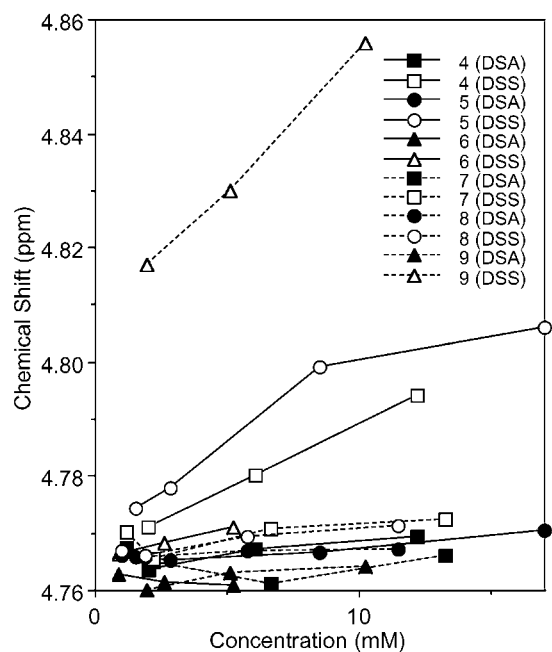 4.86
4.84
4.82
4.80
4.78
4.76
Chemical Shift (ppm)
4 (DSA)
4 (DSS)
5 (DSA)
5 (DSS)
6 (DSA)
6 (DSS)
7 (DSA)
7 (DSS)
8 (DSA)
8 (DSS)
9 (DSA)
9 (DSS)
0
10
Concentration (mM)